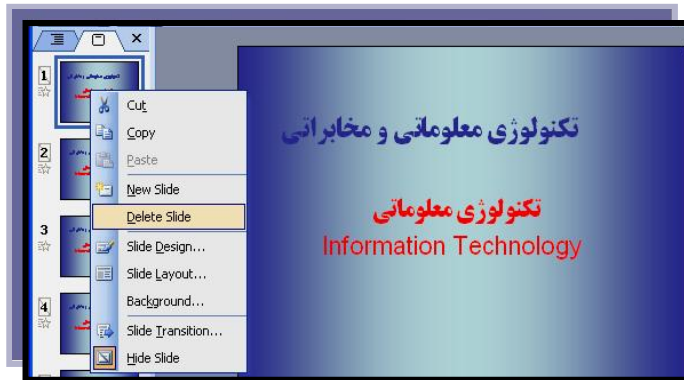 1
2
3
4
Cut
Copy
Paste
New Slide
Delete Slide
Slide Design...
Slide Layout...
Background...
Slide Transition...
Hide Slide
تکنولوژی معلوماتی و مخابراتی
تکنولوژی معلوماتی
Information Technology